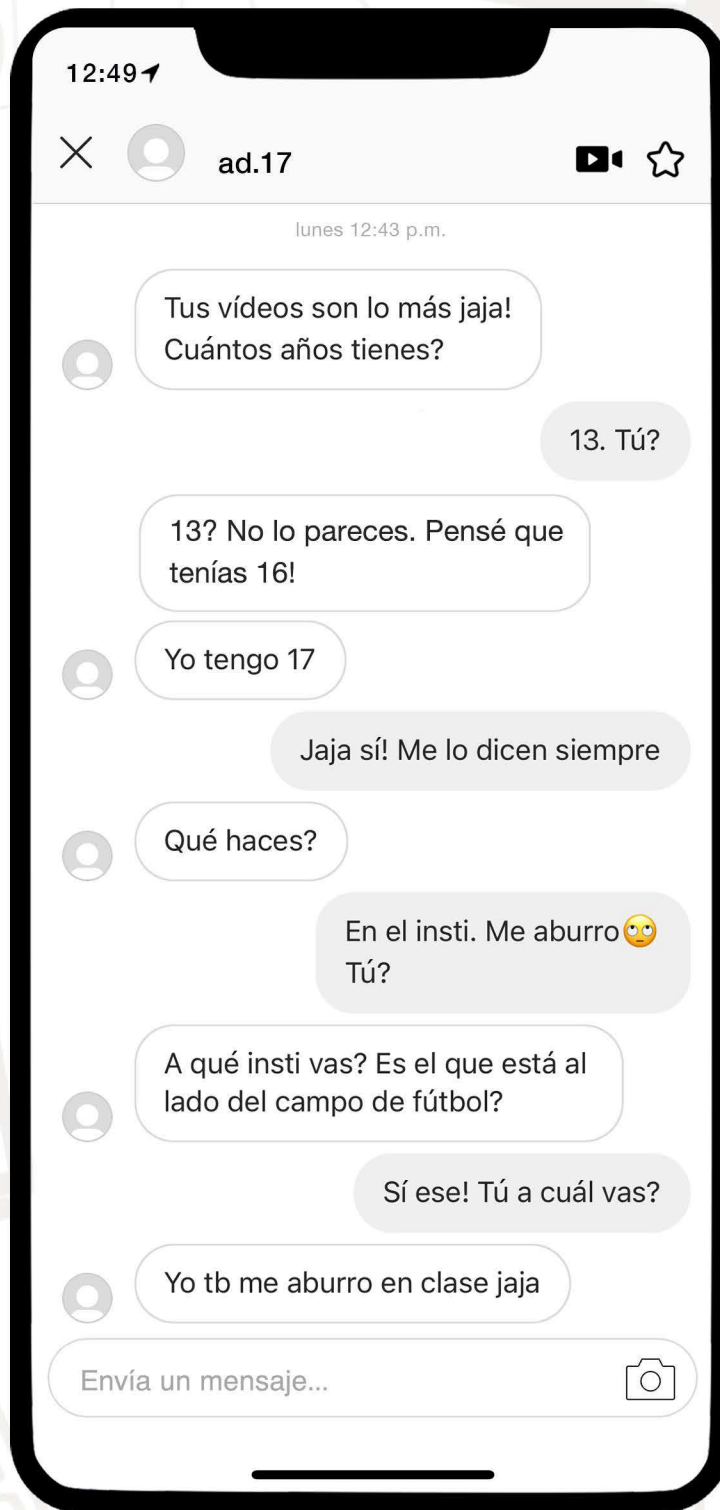 12:49
ad.17
lunes 12:43 p.m.
Tus vídeos son lo más jaja!
Cuántos años tienes?
13. Tú?
13? No lo pareces. Pensé que
tenías 16!
Yo tengo 17
Jaja sí! Me lo dicen siempre
Qué haces?
En el insti. Me aburro🙄
Tú?
A qué insti vas? Es el que está al
lado del campo de fútbol?
Sí ese! Tú a cuál vas?
Yo tb me aburro en clase jaja
Envía un mensaje...